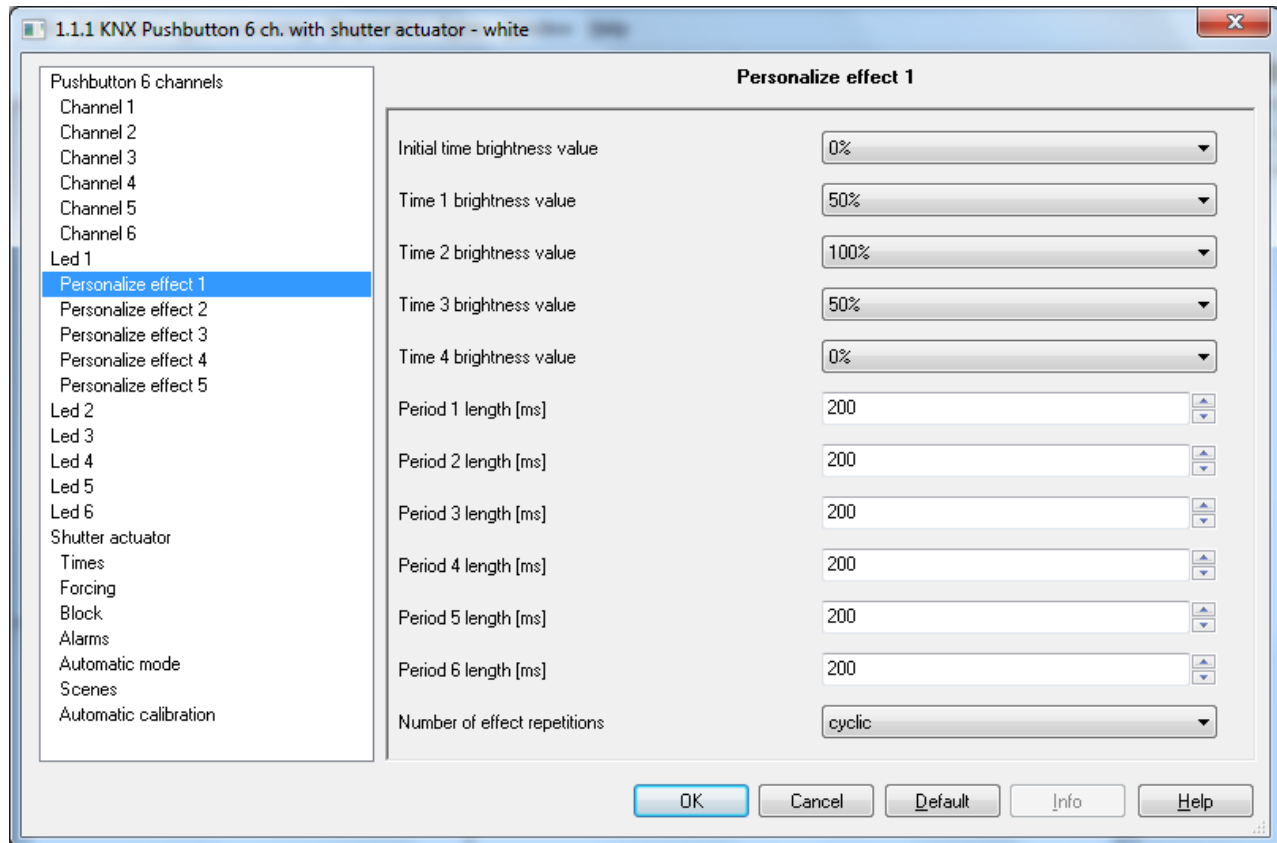 1.1.1 KNX Pushbutton 6 ch. with shutter actuator - white
Pushbutton 6 channels
Channel 1
Channel 2
Channel 3
Channel 4
Channel 5
Channel 6
Led 1
Personalize effect 1
Personalize effect 2
Personalize effect 3
Personalize effect 4
Personalize effect 5
Led 2
Led 3
Led 4
Led 5
Led 6
Shutter actuator
Times
Forcing
Block
Alarms
Automatic mode
Scenes
Automatic calibration
Personalize effect 1
Initial time brightness value 0%
Time 1 brightness value 50%
Time 2 brightness value 100%
Time 3 brightness value 50%
Time 4 brightness value 0%
Period 1 length [ms] 200
Period 2 length [ms] 200
Period 3 length [ms] 200
Period 4 length [ms] 200
Period 5 length [ms] 200
Period 6 length [ms] 200
Number of effect repetitions cyclic
OK Cancel Default Info Help